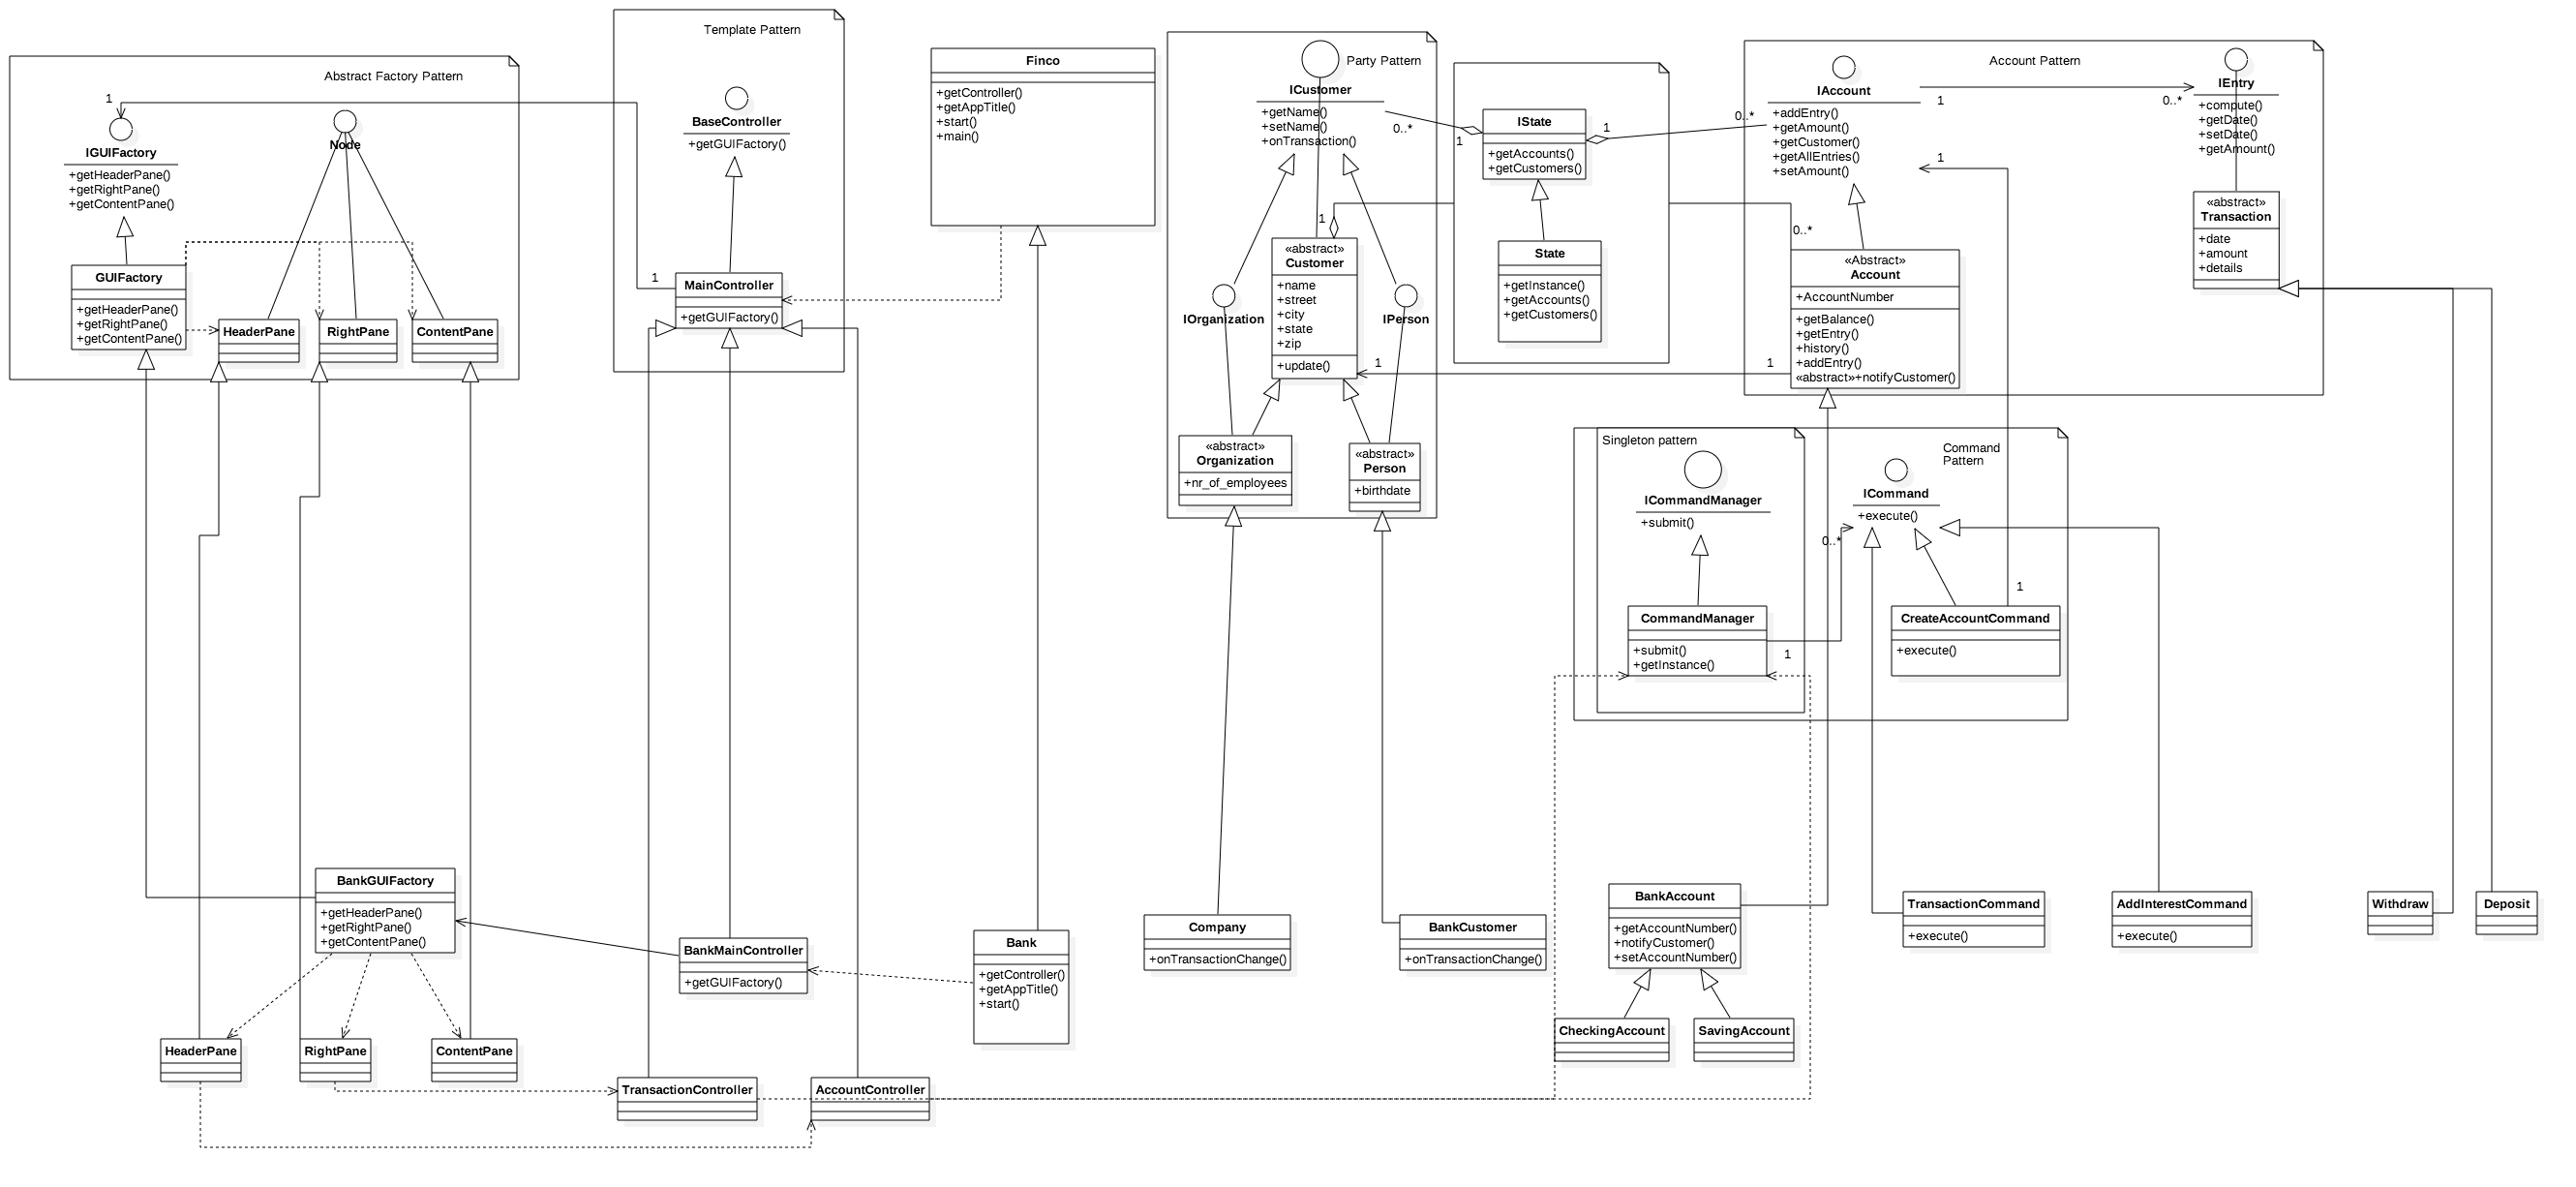 Abstract Factory Pattern
1
IGUIFactory
+getHeaderPane()
+getRightPane()
+getContentPane()
Node
GUIFactory
+getHeaderPane()
+getRightPane()
+getContentPane()
HeaderPane
RightPane
ContentPane
Template Pattern
BaseController
+getGUIFactory()
1
MainController
+getGUIFactory()
Finco
+getController()
+getAppTitle()
+start()
+main()
Party Pattern
ICustomer
+getName()
+setName()
+onTransaction()
0..*
1
1
«abstract»
Customer
+name
+street
+city
+state
+zip
+update()
1
IOrganization
IPerson
«abstract»
Organization
+nr_of_employees
«abstract»
Person
+birthdate
IState
+getAccounts()
+getCustomers()
1
0..*
State
+getInstance()
+getAccounts()
+getCustomers()
Account Pattern
IAccount
+addEntry()
+getAmount()
+getCustomer()
+getAllEntries()
+setAmount()
1
0..*
1
IEntry
+compute()
+getDate()
+setDate()
+getAmount()
«abstract»
Transaction
+date
+amount
+details
0..*
«Abstract»
Account
+AccountNumber
+getBalance()
+getEntry()
+history()
+addEntry()
«abstract»+notifyCustomer()
1
Singleton pattern
ICommandManager
+submit()
CommandManager
+submit()
+getInstance()
1
Command
Pattern
ICommand
+execute()
0..*
1
CreateAccountCommand
+execute()
BankGUIFactory
+getHeaderPane()
+getRightPane()
+getContentPane()
HeaderPane
RightPane
ContentPane
BankMainController
+getGUIFactory()
Bank
+getController()
+getAppTitle()
+start()
TransactionController
AccountController
Company
+onTransactionChange()
BankCustomer
+onTransactionChange()
BankAccount
+getAccountNumber()
+notifyCustomer()
+setAccountNumber()
CheckingAccount
SavingAccount
TransactionCommand
+execute()
AddInterestCommand
+execute()
Withdraw
Deposit